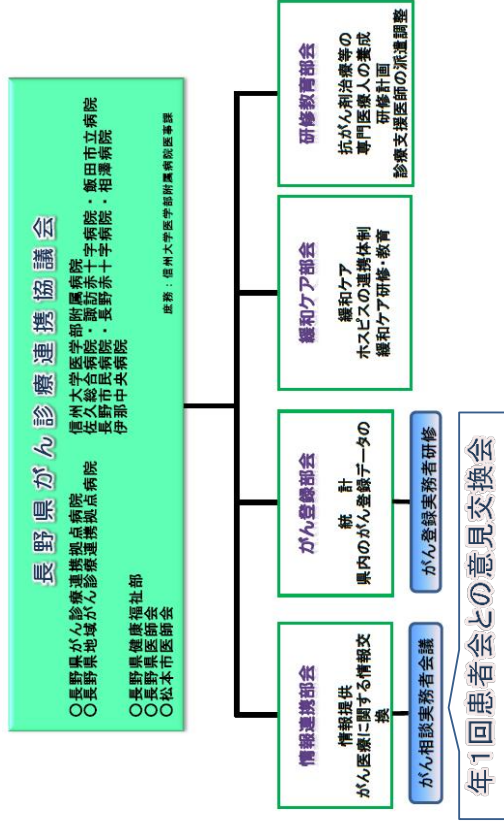 長野県がん診療連携協議会
〇長野県がん診療連携拠点病院 信州大学医学部附属病院
〇長野県地域がん診療連携拠点病院 佐久総合病院・諏訪赤十字病院・飯田市立病院
長野市民病院・長野赤十字病院・相澤病院
伊那中央病院
〇長野県健康福祉部
〇長野県医師会
〇松本市医師会
庶務：信州大学医学部附属病院医事課
情報連携部会
情報提供
がん医療に関する情報交
換
がん相談実務者会議
年1回患者会との意見交換会
がん登録部会
統　計
県内のがん登録データの
がん登録実務者研修
緩和ケア部会
緩和ケア
ホスピスの連携体制
緩和ケア研修・教育
研修教育部会
抗がん剤治療等の
専門医療人の養成
研修計画
診療支援医師の派遣調整